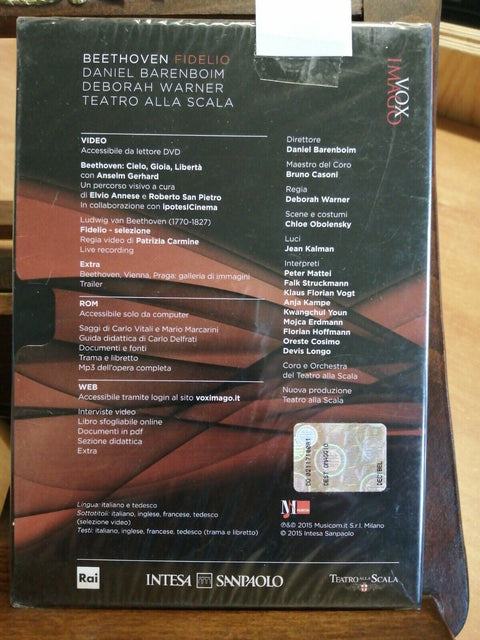 BEETHOVEN FIDELIO
DANIEL BARENBOIM
DEBORAH WARNER
TEATRO ALLA SCALA
VOX
IMAGO
VIDEO
Accessibile da lettore DVD
Beethoven: Cielo, Gioia, Libertà
con Anselm Gerhard
Un percorso visivo a cura
di Elvio Annese e Roberto San Pietro
In collaborazione con ipotesiCinema
Ludwig van Beethoven (1770-1827)
Fidelio - selezione
Regia video di Patrizia Carmine
Live recording
Extra
Beethoven, Vienna, Praga: galleria di immagini
Trailer
ROM
Accessibile solo da computer
Saggi di Carlo Vitali e Mario Marcarini
Guida didattica di Carlo Delfrati
Documenti e fonti
Trama e libretto
Mp3 dell'opera completa
WEB
Accessibile tramite login al sito voximago.it
Interviste video
Libro sfogliabile online
Documenti in pdf
Sezione didattica
Extra
Direttore
Daniel Barenboim
Maestro del Coro
Bruno Casoni
Regia
Deborah Warner
Scene e costumi
Chloe Obolensky
Luci
Jean Kalman
Interpreti
Peter Mattei
Falk Struckmann
Klaus Florian Vogt
Anja Kampe
Kwangchul Youn
Mojca Erdmann
Florian Hoffmann
Oreste Cosimo
Devis Longo
Coro e Orchestra
del Teatro alla Scala
Nuova produzione
Teatro alla Scala
DEST OMAGGIO
DECIBEL
Lingua: italiano e tedesco
Sottotitoli: italiano, inglese, francese, tedesco
(selezione video)
Testi: italiano, inglese, francese, tedesco (trama e libretto)
℗&© 2015 Musicom.it S.r.l. Milano
© 2015 Intesa Sanpaolo
Rai
INTESA SANPAOLO
TEATRO ALLA SCALA